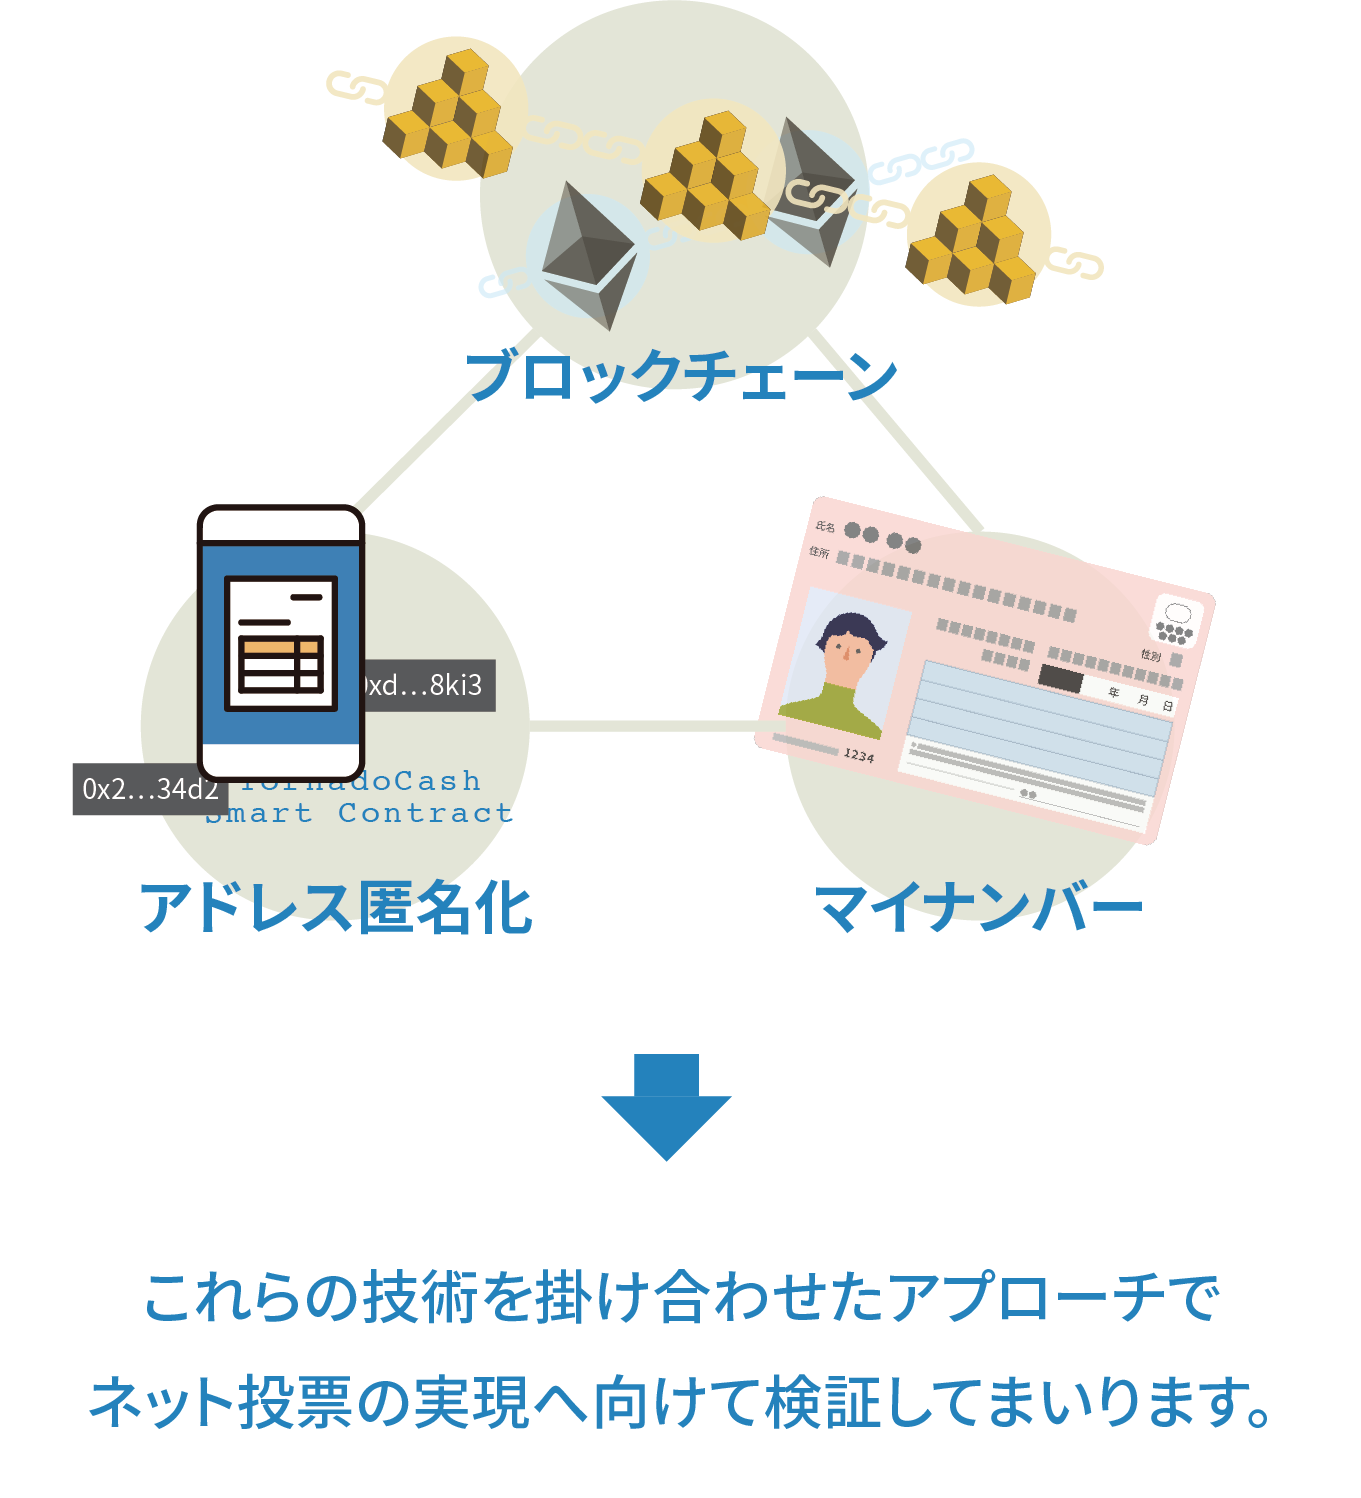 ブロックチェーン
氏名
住所
性別
年 月 日
1234
0xd...8ki3
0x2...34d2
TornadoCash
Smart Contract
アドレス匿名化
マイナンバー
これらの技術を掛け合わせたアプローチで
ネット投票の実現へ向けて検証してまいります。